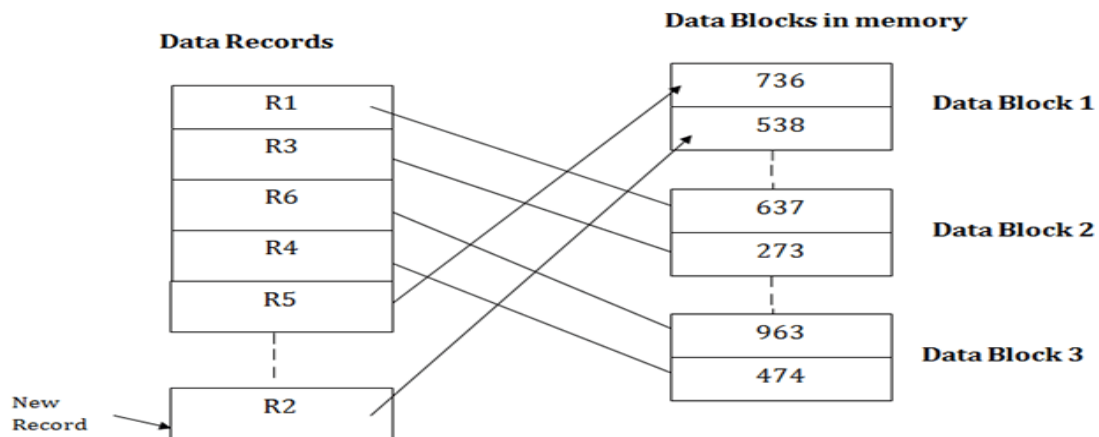 Data Records
R1
R3
R6
R4
R5
R2
New
Record
Data Blocks in memory
736
538
Data Block 1
637
273
Data Block 2
963
474
Data Block 3